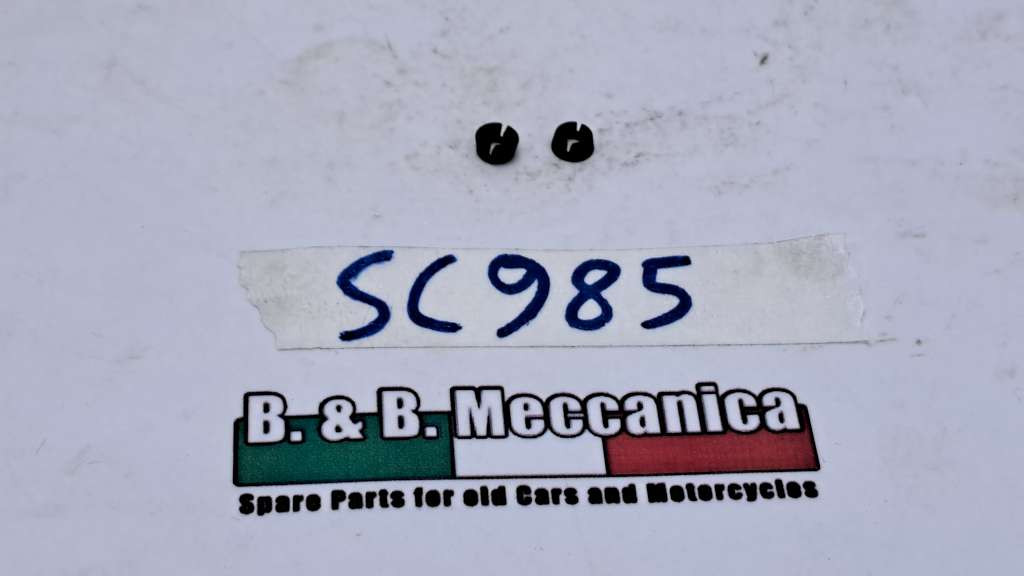 SC985
B. & B. Meccanica
Spare Parts for old Cars and Motorcycles